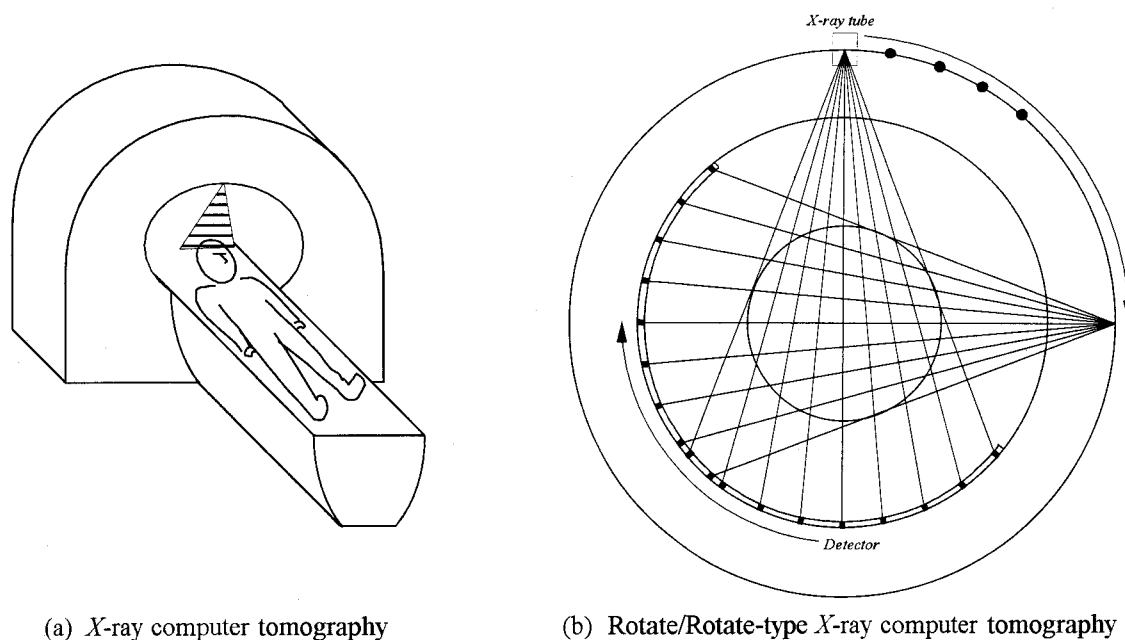 X-ray tube
Detector
(a) X-ray computer tomography
(b) Rotate/Rotate-type X-ray computer tomography